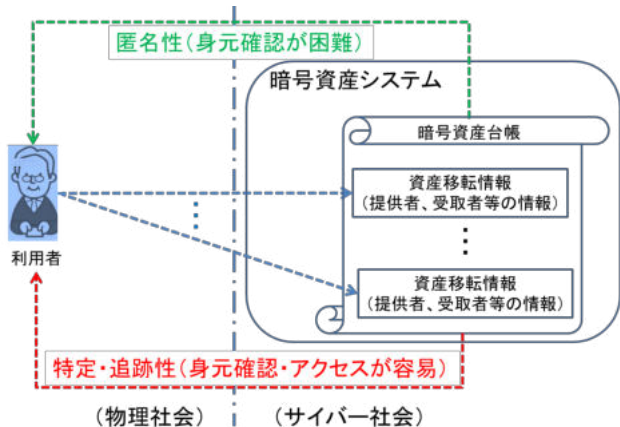 匿名性(身元確認が困難)
暗号資産システム
暗号資産台帳
資産移転情報
(提供者、受取者等の情報)
利用者
資産移転情報
(提供者、受取者等の情報)
特定・追跡性(身元確認・アクセスが容易)
(物理社会)
(サイバー社会)